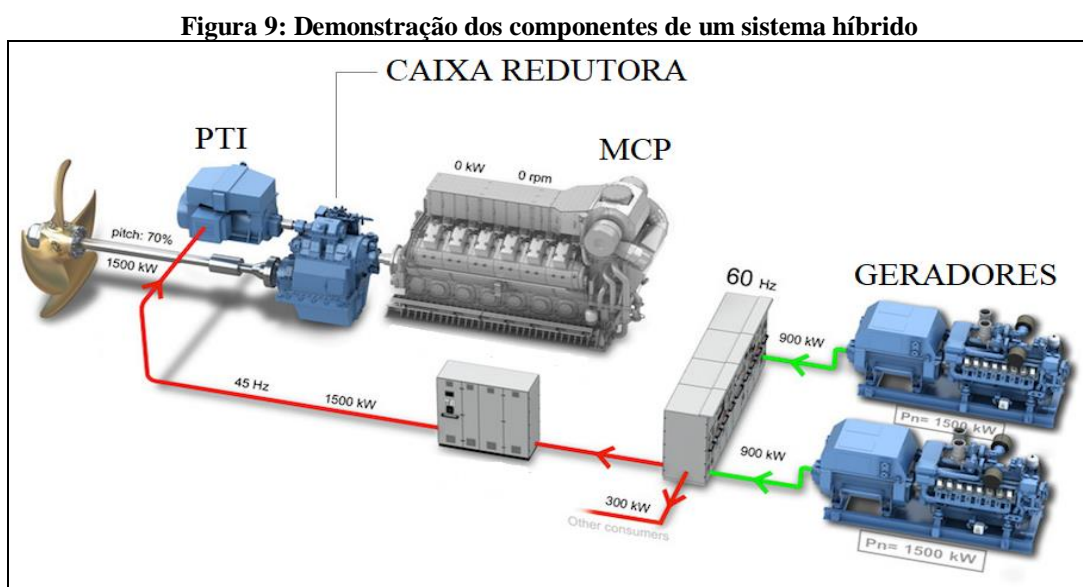 Figura 9: Demonstração dos componentes de um sistema híbrido
CAIXA REDUTORA
PTI
MCP
0 kW
0 rpm
pitch: 70%
1500 kW
60 Hz
GERADORES
900 kW
Pn= 1500 kW
45 Hz
1500 kW
900 kW
300 kW
Other consumers
Pn= 1500 kW